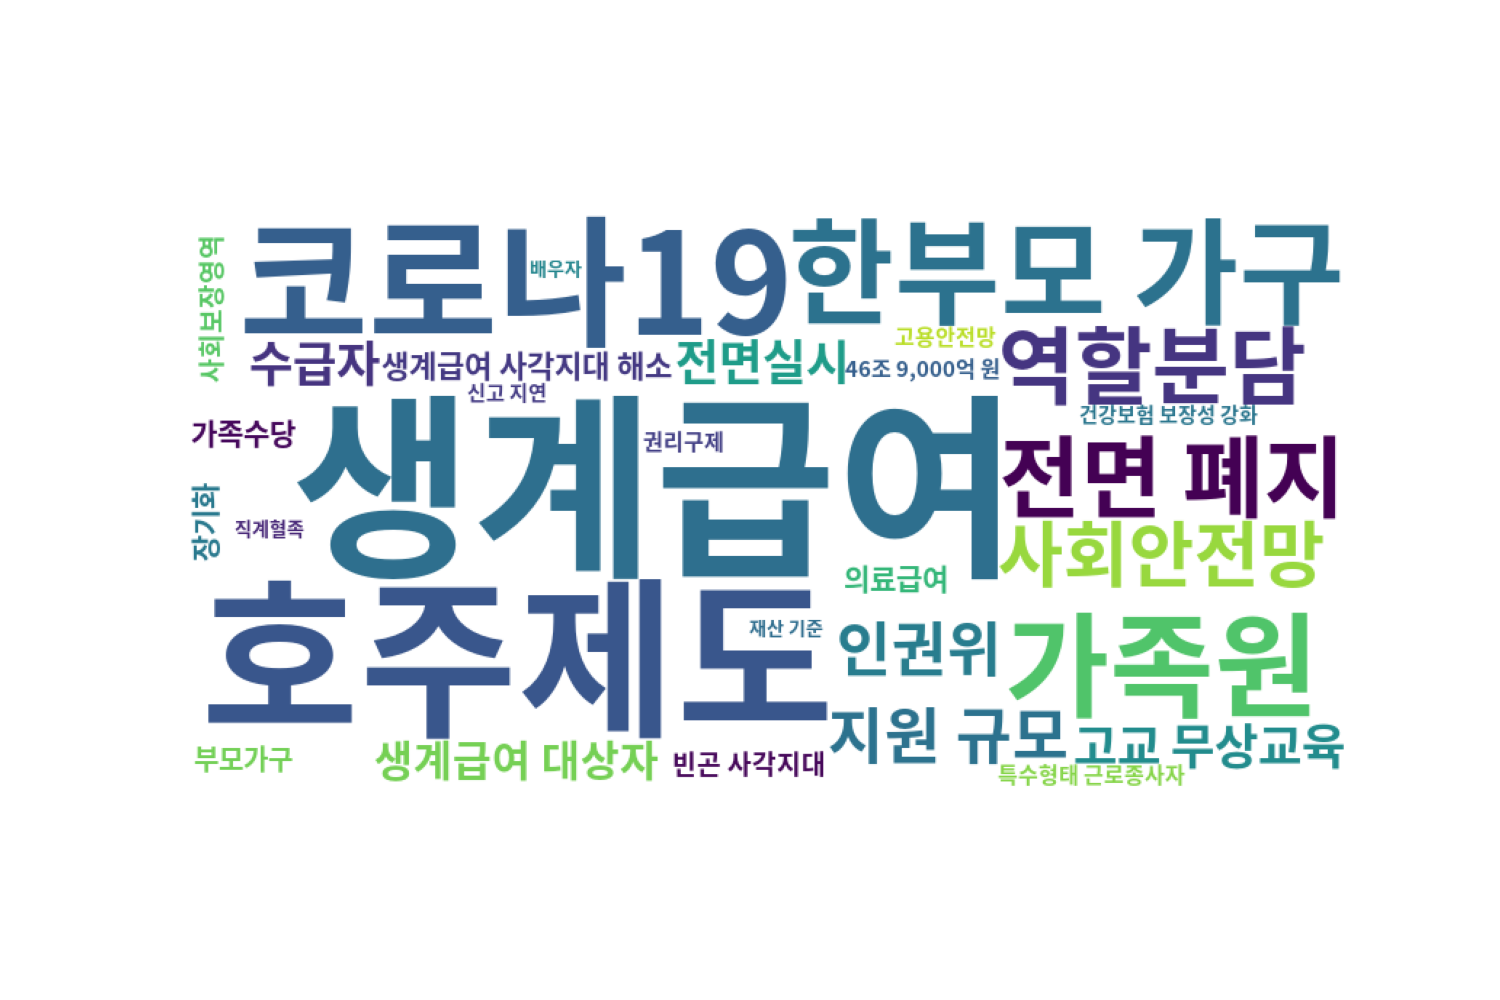 코로나19
한부모 가구
사회보장영역
배우자
고용안전망
역할분담
수급자
생계급여 사각지대 해소
전면실시
46조 9,000억 원
신고 지연
건강보험 보장성 강화
가족수당
생계급여
권리구제
전면 폐지
장기화
직계혈족
사회안전망
의료급여
호주제도
재산 기준
인권위
가족원
지원 규모
고교 무상교육
부모가구
생계급여 대상자
빈곤 사각지대
특수형태 근로종사자